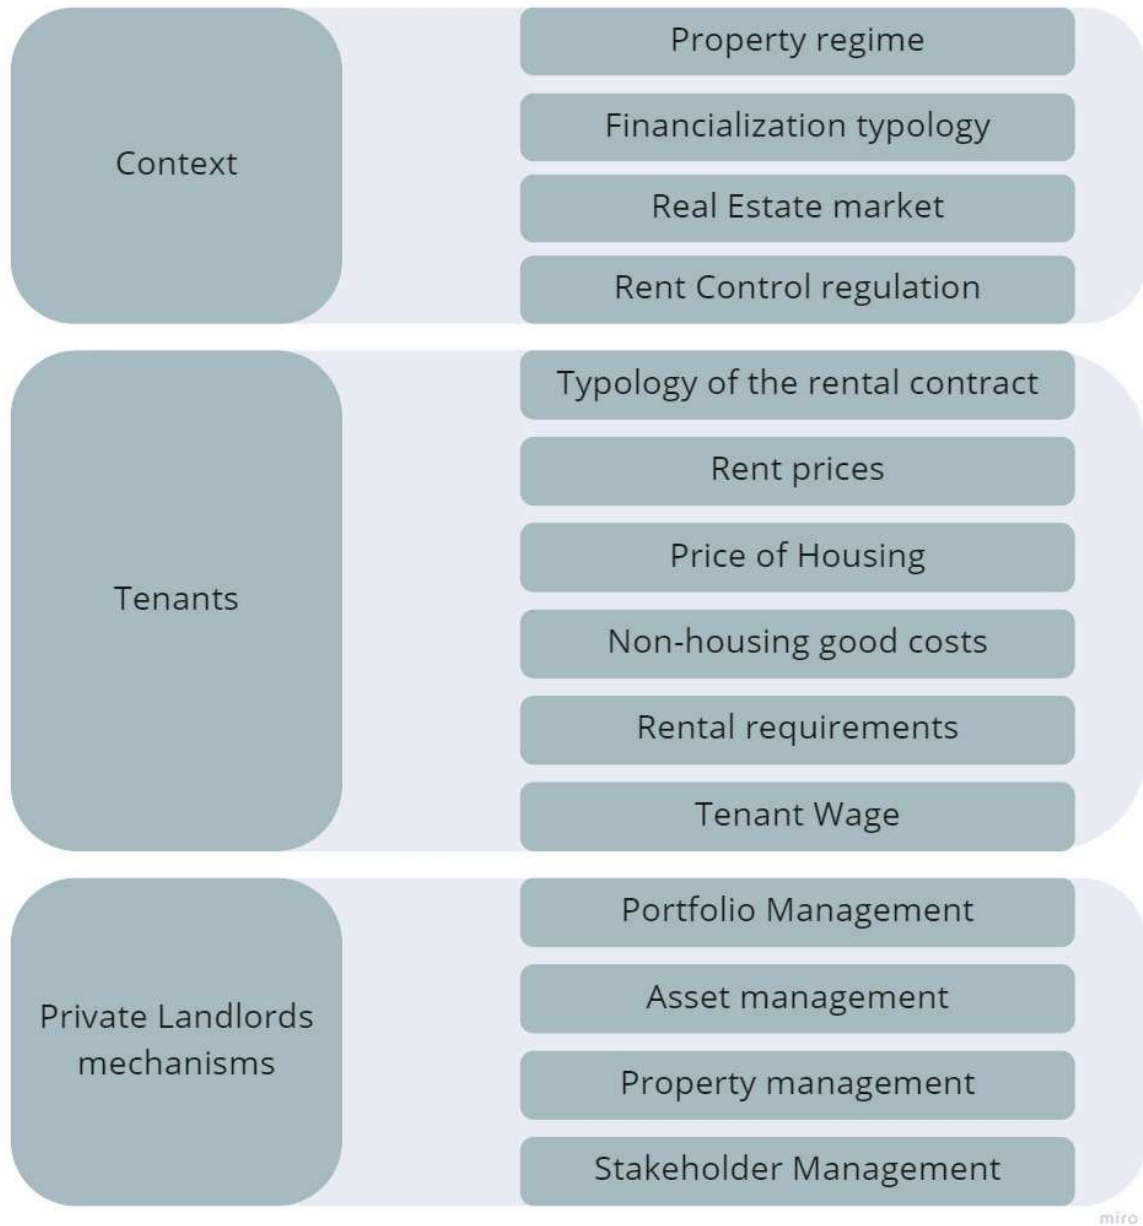 Context
Property regime
Financialization typology
Real Estate market
Rent Control regulation
Tenants
Typology of the rental contract
Rent prices
Price of Housing
Non-housing good costs
Rental requirements
Tenant Wage
Private Landlords
mechanisms
Portfolio Management
Asset management
Property management
Stakeholder Management
miro